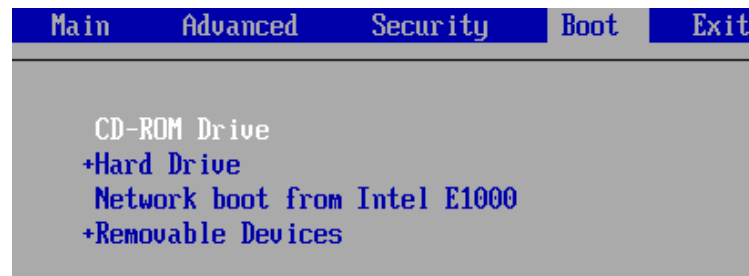 Main Advanced Security Boot Exit
CD-ROM Drive
+Hard Drive
Network boot from Intel E1000
+Removable Devices